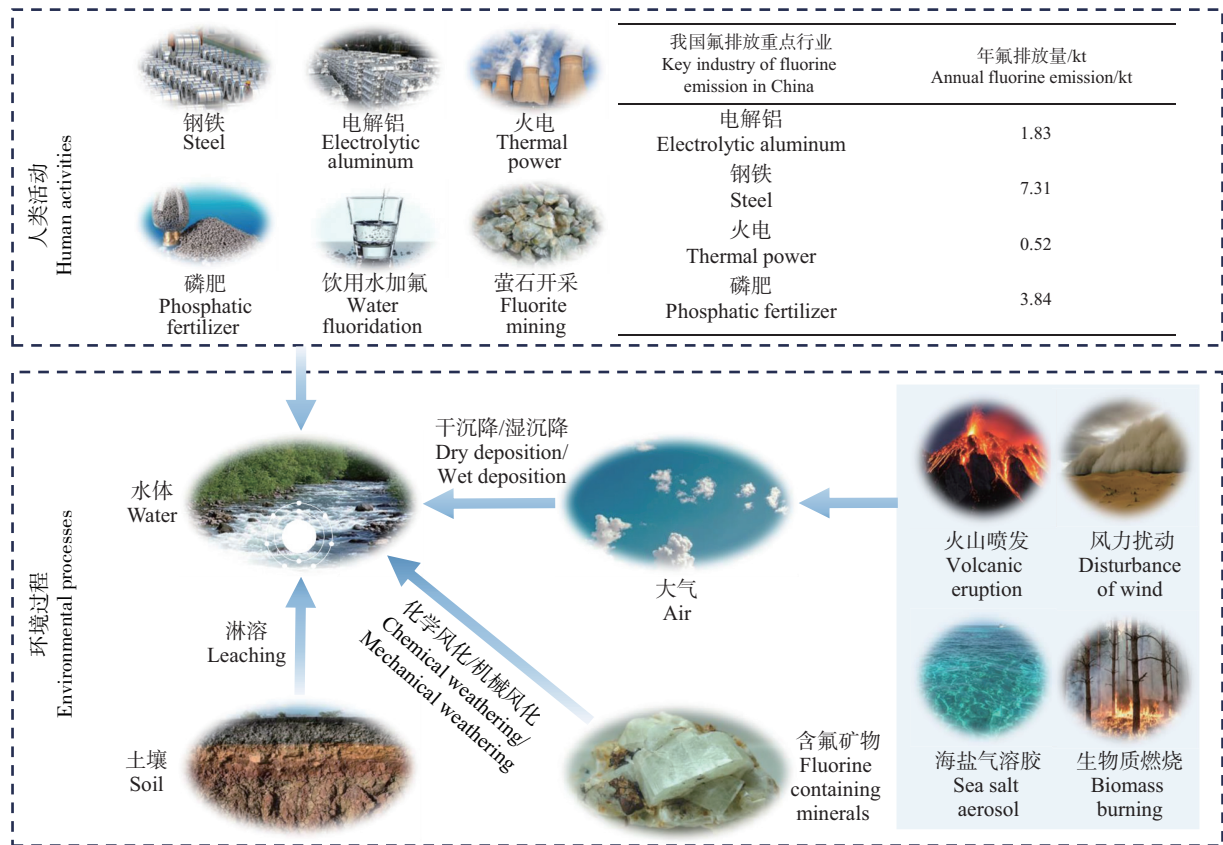 人类活动
Human activities
钢铁
Steel
电解铝
Electrolytic
aluminum
火电
Thermal
power
磷肥
Phosphatic
fertilizer
饮用水加氟
Water
fluoridation
萤石开采
Fluorite
mining
我国氟排放重点行业
Key industry of fluorine
emission in China
年氟排放量/kt
Annual fluorine emission/kt
电解铝
Electrolytic aluminum
1.83
钢铁
Steel
7.31
火电
Thermal power
0.52
磷肥
Phosphatic fertilizer
3.84
环境过程
Environmental processes
水体
Water
干沉降/湿沉降
Dry deposition/
Wet deposition
大气
Air
火山喷发
Volcanic
eruption
风力扰动
Disturbance
of wind
淋溶
Leaching
化学风化/机械风化
Chemical weathering/
Mechanical weathering
土壤
Soil
含氟矿物
Fluorine
containing
minerals
海盐气溶胶
Sea salt
aerosol
生物质燃烧
Biomass
burning